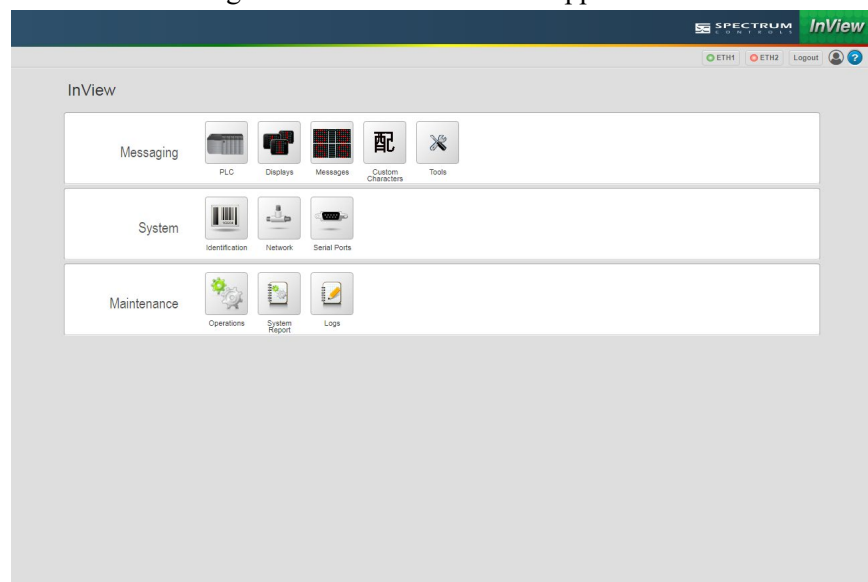 SPECTRUM
CONTROLS
InView
ETH1 ETH2 Logout ?
InView
Messaging
PLC Displays Messages Custom Characters Tools
配
System
Identification Network Serial Ports
Maintenance
Operations System Report Logs